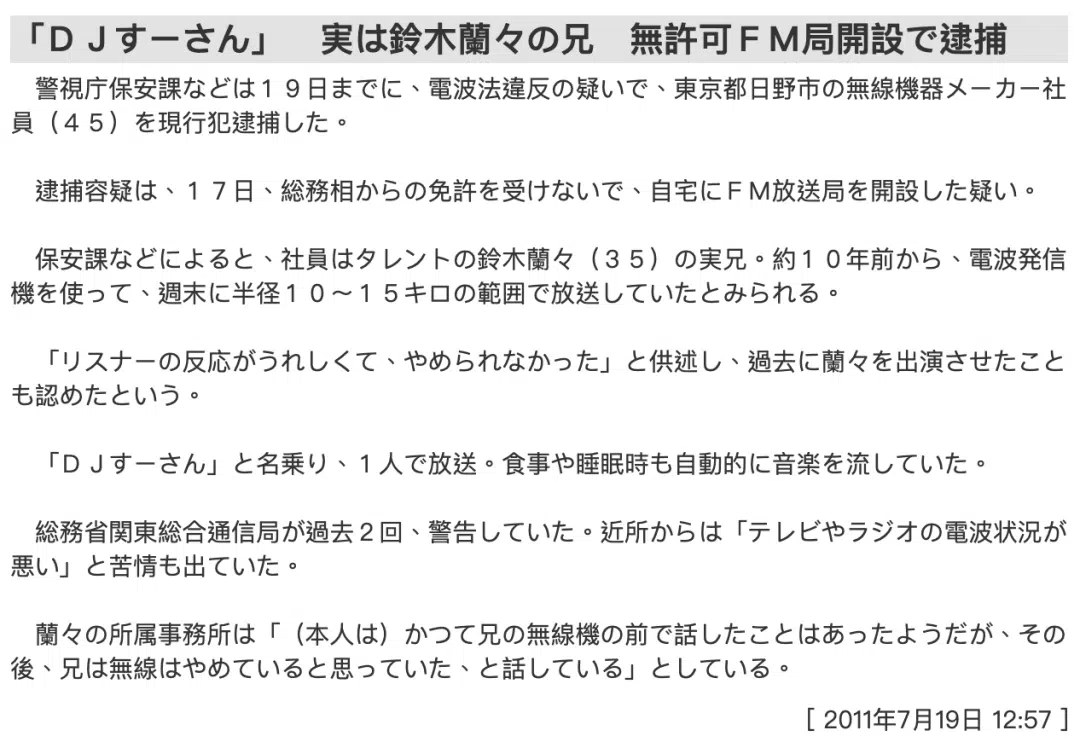 「ＤＪすーさん」　実は鈴木蘭々の兄　無許可ＦＭ局開設で逮捕
　警視庁保安課などは１９日までに、電波法違反の疑いで、東京都日野市の無線機器メーカー社
員（４５）を現行犯逮捕した。
　逮捕容疑は、１７日、総務相からの免許を受けないで、自宅にＦＭ放送局を開設した疑い。
　保安課などによると、社員はタレントの鈴木蘭々（３５）の実兄。約１０年前から、電波発信
機を使って、週末に半径１０～１５キロの範囲で放送していたとみられる。
　「リスナーの反応がうれしくて、やめられなかった」と供述し、過去に蘭々を出演させたこと
も認めたという。
　「ＤＪすーさん」と名乗り、１人で放送。食事や睡眠時も自動的に音楽を流していた。
　総務省関東総合通信局が過去２回、警告していた。近所からは「テレビやラジオの電波状況が
悪い」と苦情も出ていた。
　蘭々の所属事務所は「（本人は）かつて兄の無線機の前で話したことはあったようだが、その
後、兄は無線はやめていると思っていた、と話している」としている。
[ 2011年7月19日 12:57 ]